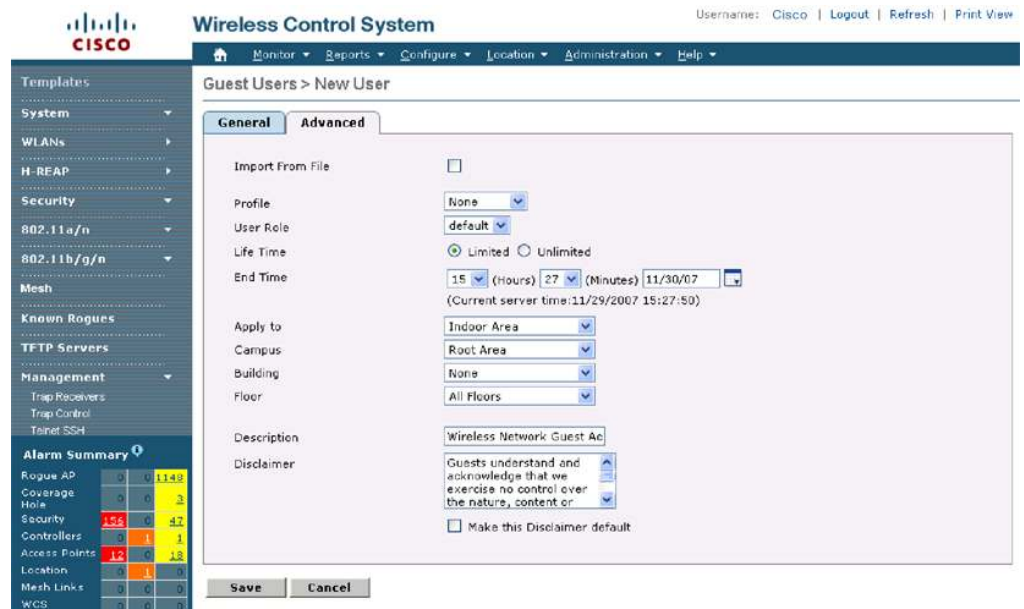 Username: Cisco | Logout | Refresh | Print View
CISCO
Wireless Control System
Monitor Reports Configure Location Administration Help
Templates
System
WLANs
H-REAP
Security
802.11a/n
802.11b/g/n
Mesh
Known Rogues
TFTP Servers
Management
Trap Receivers
Trap Control
Telnet SSH
Alarm Summary
Rogue AP 0 0 1148
Coverage Hole 0 0 3
Security 156 0 47
Controllers 0 1 1
Access Points 12 0 18
Location 0 1 0
Mesh Links 0 0 0
WCS 0 0 0
Guest Users > New User
General Advanced
Import From File
Profile None
User Role default
Life Time Limited Unlimited
End Time 15 (Hours) 27 (Minutes) 11/30/07
(Current server time:11/29/2007 15:27:50)
Apply to Indoor Area
Campus Root Area
Building None
Floor All Floors
Description Wireless Network Guest Ac
Disclaimer Guests understand and
acknowledge that we
exercise no control over
the nature, content or
Make this Disclaimer default
Save Cancel